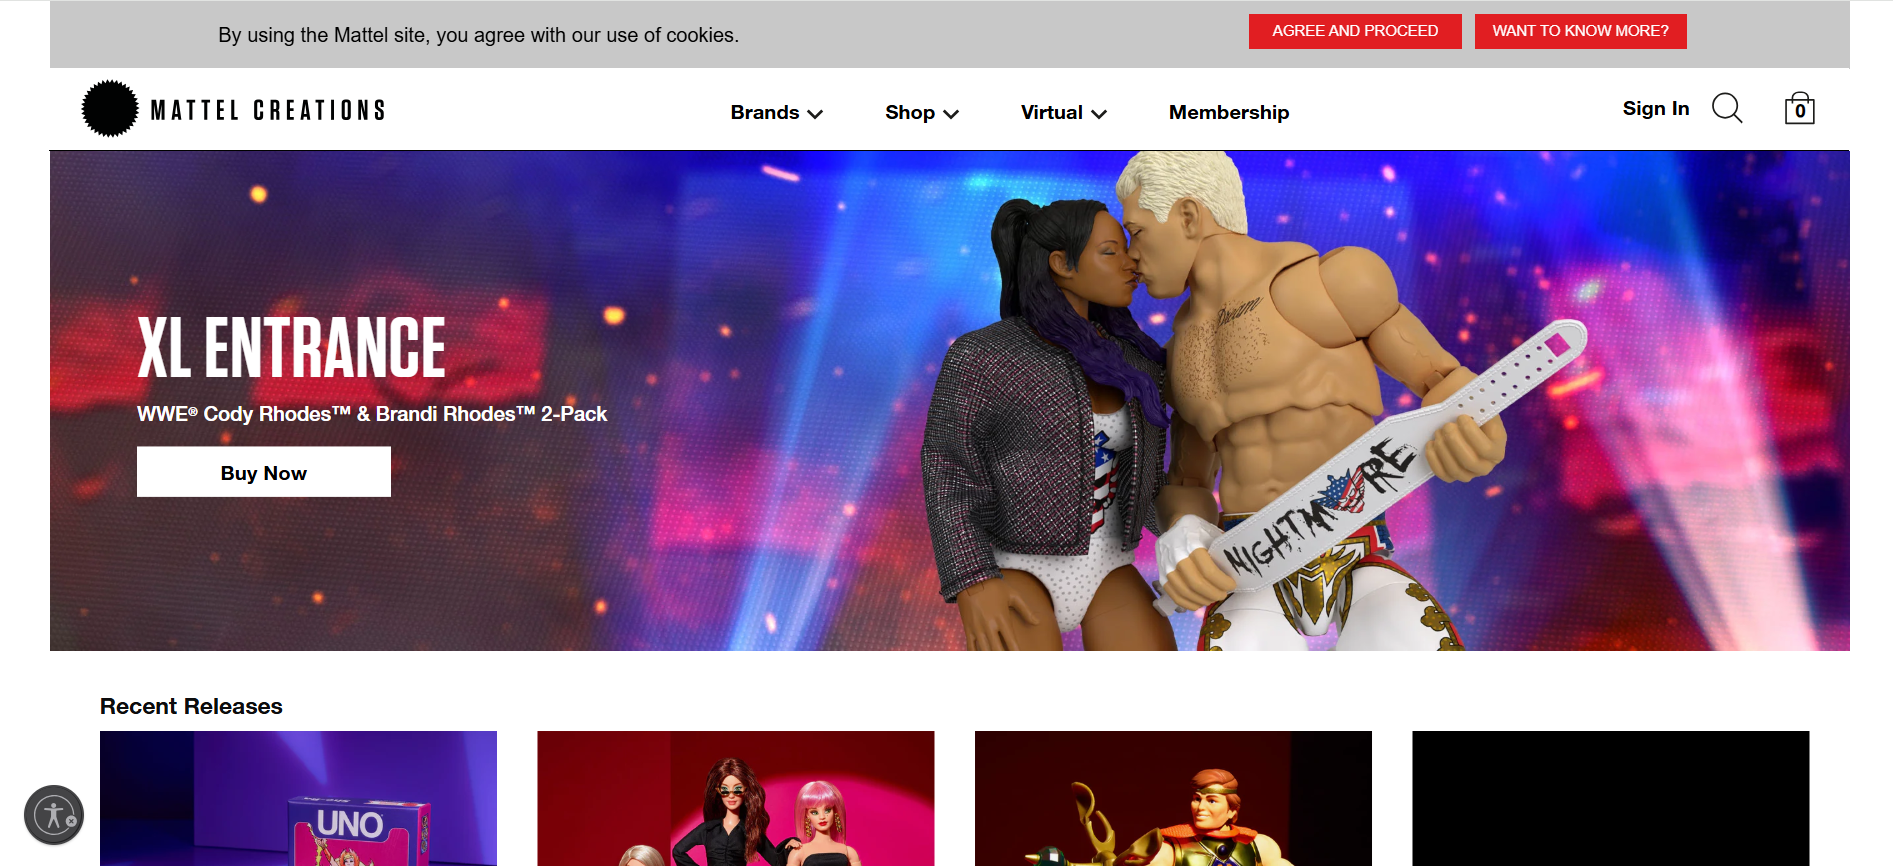 By using the Mattel site, you agree with our use of cookies.
AGREE AND PROCEED
WANT TO KNOW MORE?
MATTEL CREATIONS
Brands
Shop
Virtual
Membership
Sign In
0
XL ENTRANCE
WWE® Cody Rhodes™ & Brandi Rhodes™ 2-Pack
Buy Now
Dream
NIGHTMARE
Recent Releases
UNO